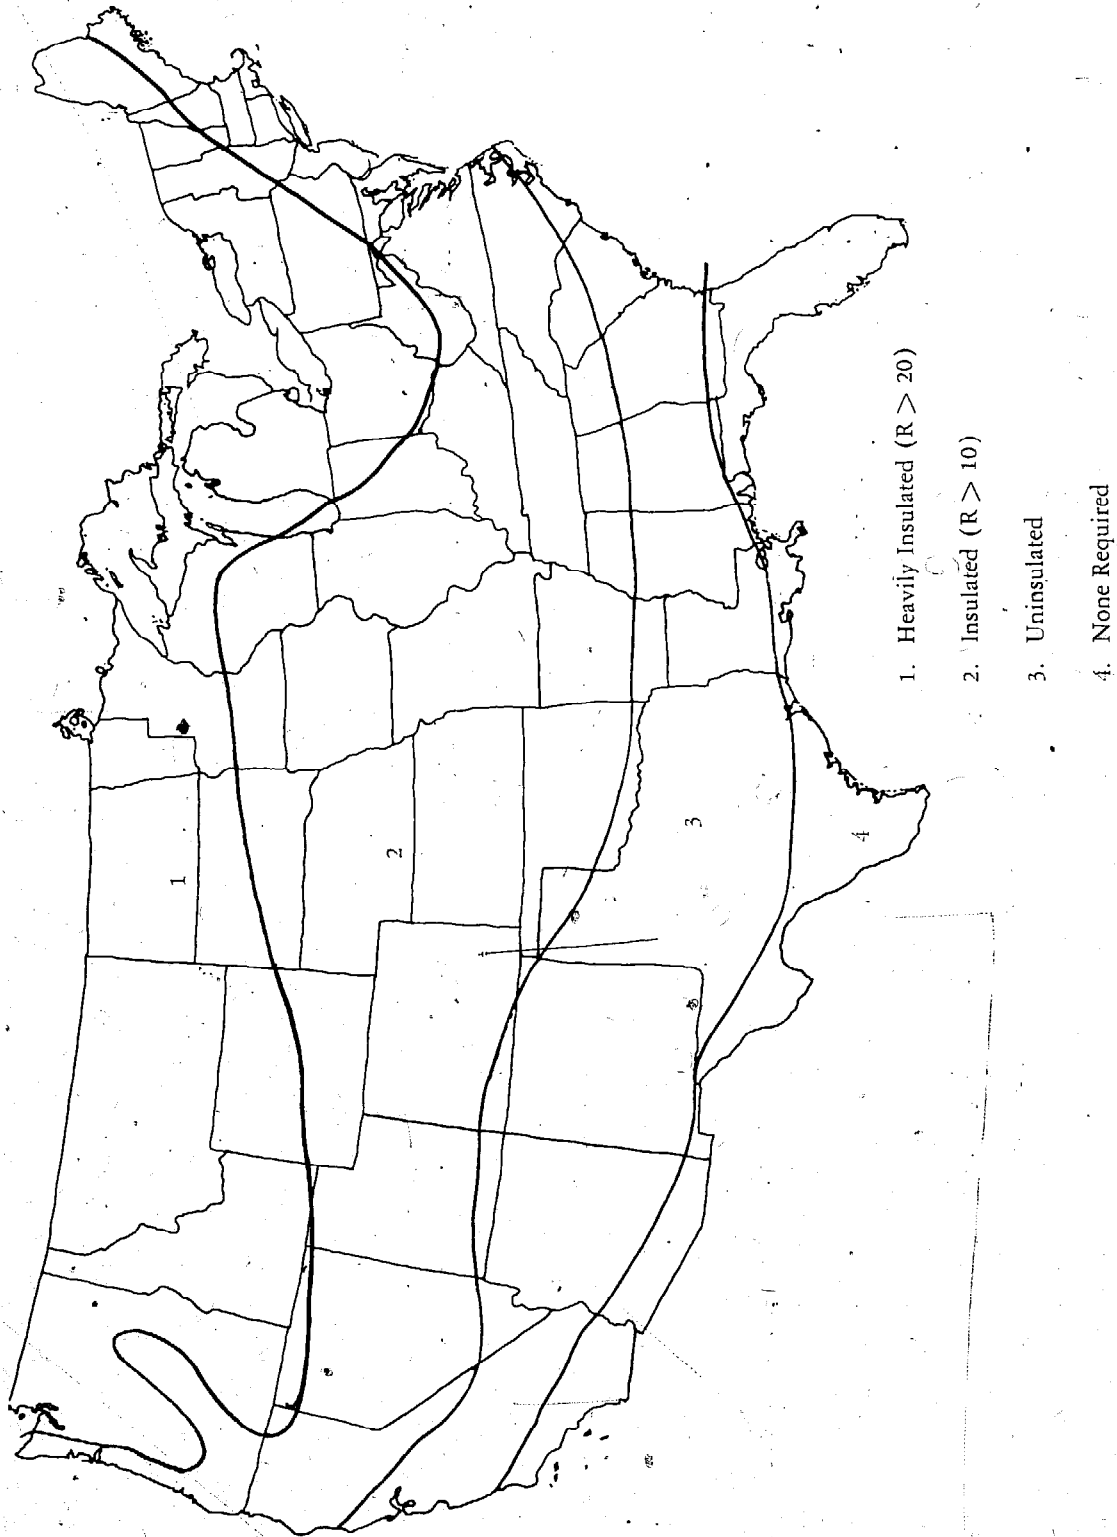 1
2
3
4
1. Heavily Insulated (R > 20)
2. Insulated (R > 10)
3. Uninsulated
4. None Required